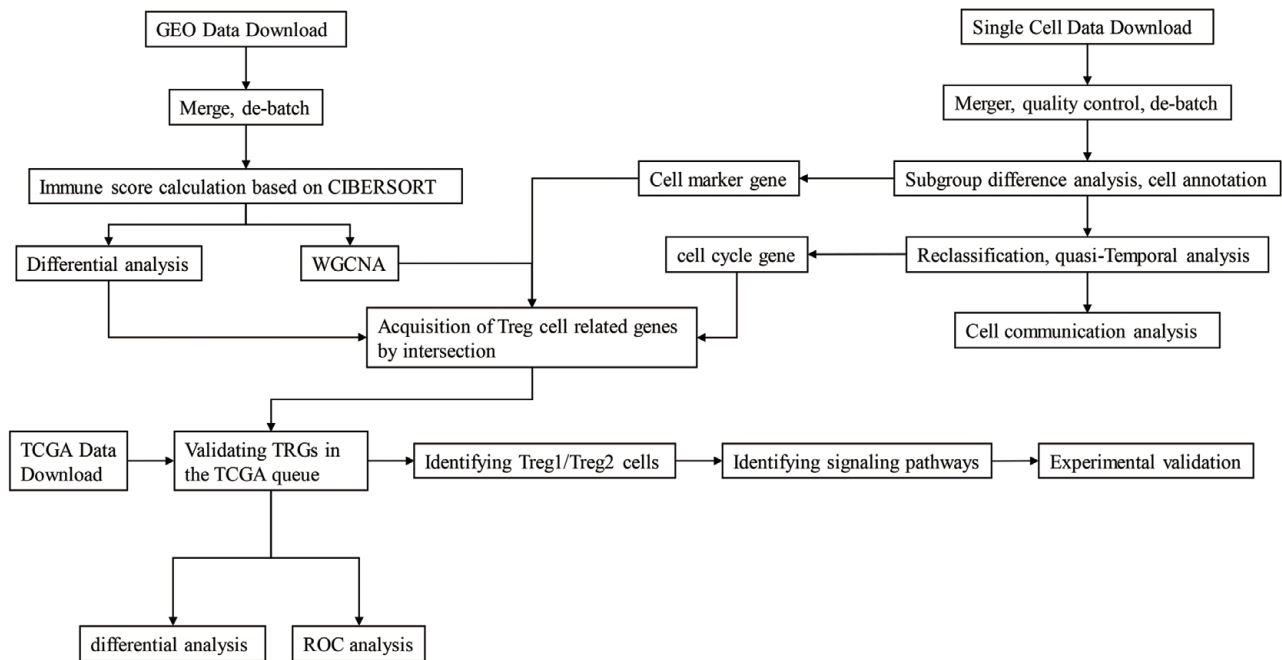 GEO Data Download
Single Cell Data Download
Merge, de-batch
Merger, quality control, de-batch
Immune score calculation based on CIBERSORT
Cell marker gene
Subgroup difference analysis, cell annotation
Differential analysis
WGCNA
cell cycle gene
Reclassification, quasi-Temporal analysis
Acquisition of Treg cell related genes
by intersection
Cell communication analysis
TCGA Data
Download
Validating TRGs in
the TCGA queue
Identifying Treg1/Treg2 cells
Identifying signaling pathways
Experimental validation
differential analysis
ROC analysis